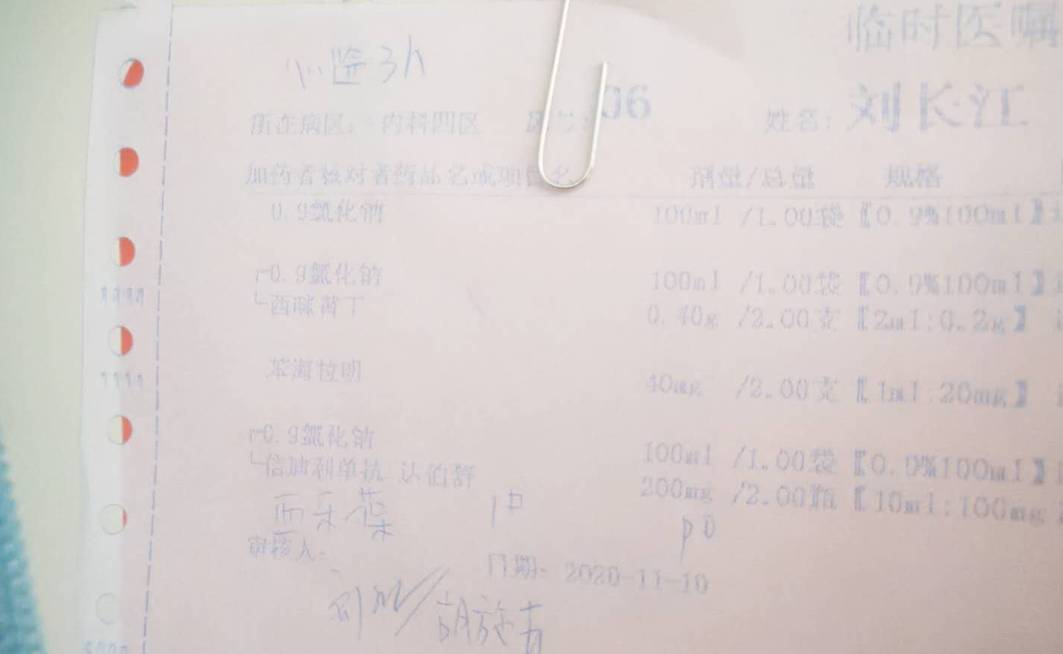 临时医嘱
心监3h
所在病区: 内科四区 床号: 06 姓名: 刘长江
加药者核对者药品名或项目名 剂量/总量 规格
0.9氯化钠 100ml /1.00袋【0.9%100ml】
┌0.9氯化钠 100ml /1.00袋【0.9%100ml】
└西咪替丁 0.40g /2.00支【2ml:0.2g】
苯海拉明 40mg /2.00支【1ml:20mg】
┌0.9氯化钠 100ml /1.00袋【0.9%100ml】
└信迪利单抗 达伯舒 200mg /2.00瓶【10ml:100mg
西乐葆 1# po
审核人:
日期: 2020-11-10